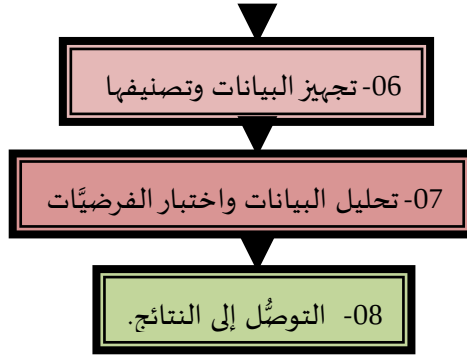 06- تجهيز البيانات وتصنيفها
07- تحليل البيانات واختبار الفرضيَّات
08- التوصُّل إلى النتائج.